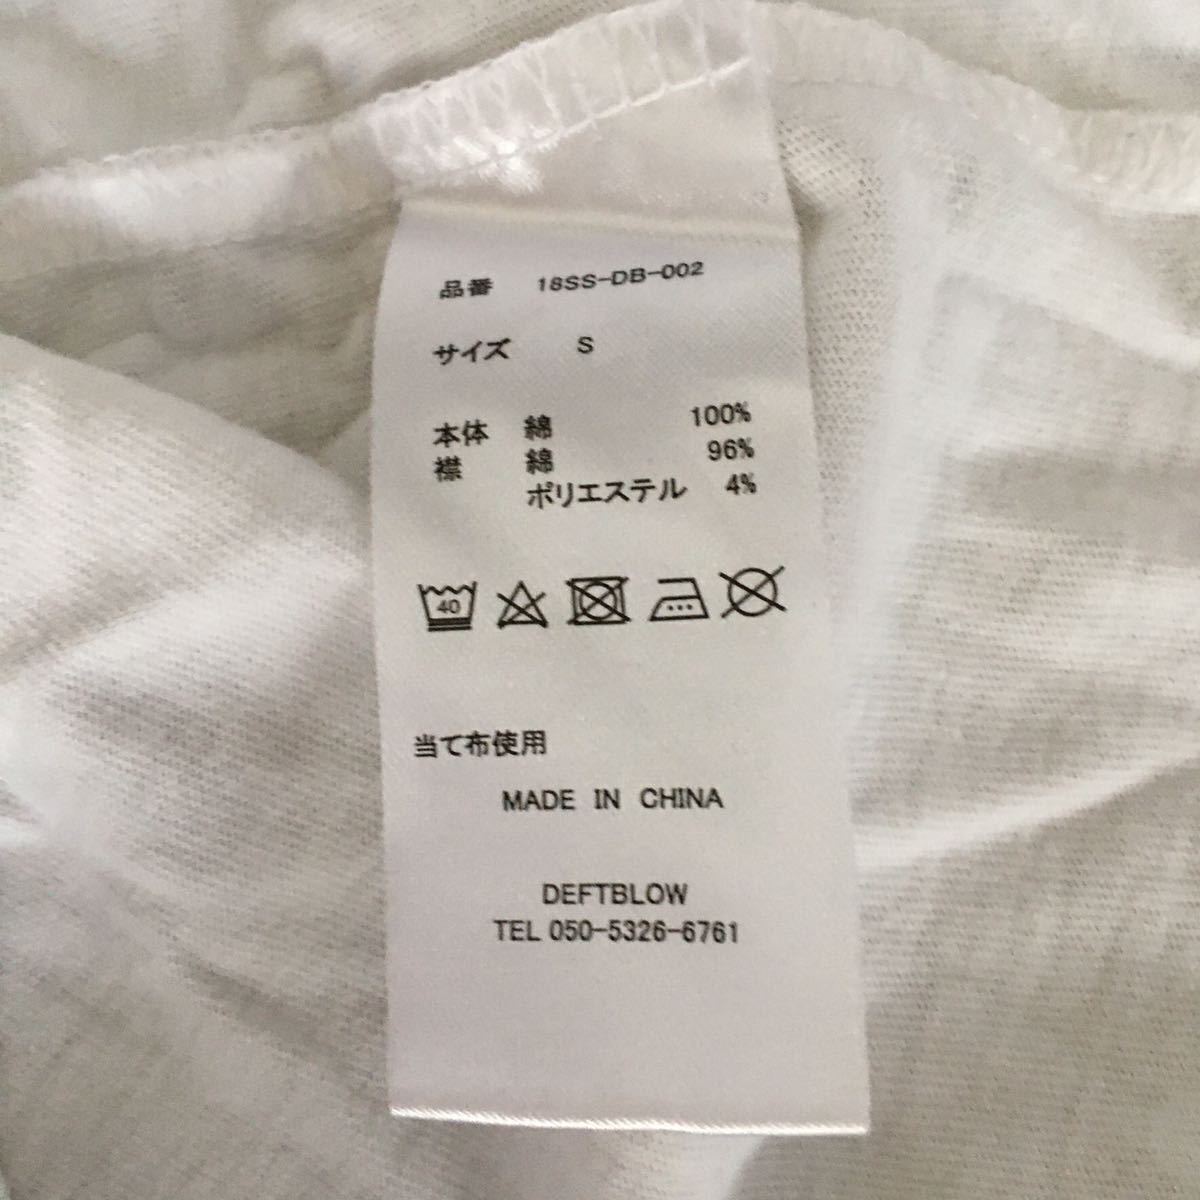 品番 18SS-DB-002
サイズ S
本体 綿 100%
襟 綿 96%
ポリエステル 4%
40
当て布使用
MADE IN CHINA
DEFTBLOW
TEL 050-5326-6761